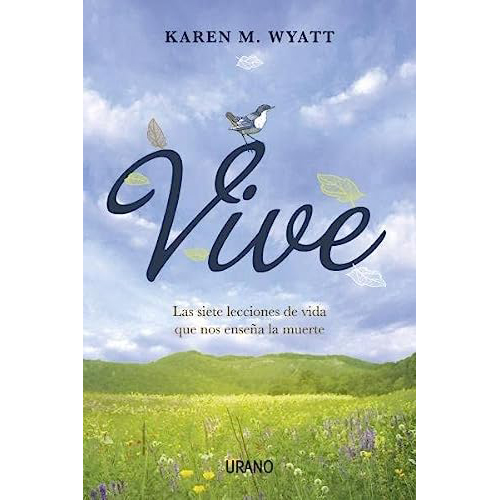 KAREN M. WYATT
Vive
Las siete lecciones de vida
que nos enseña la muerte
URANO